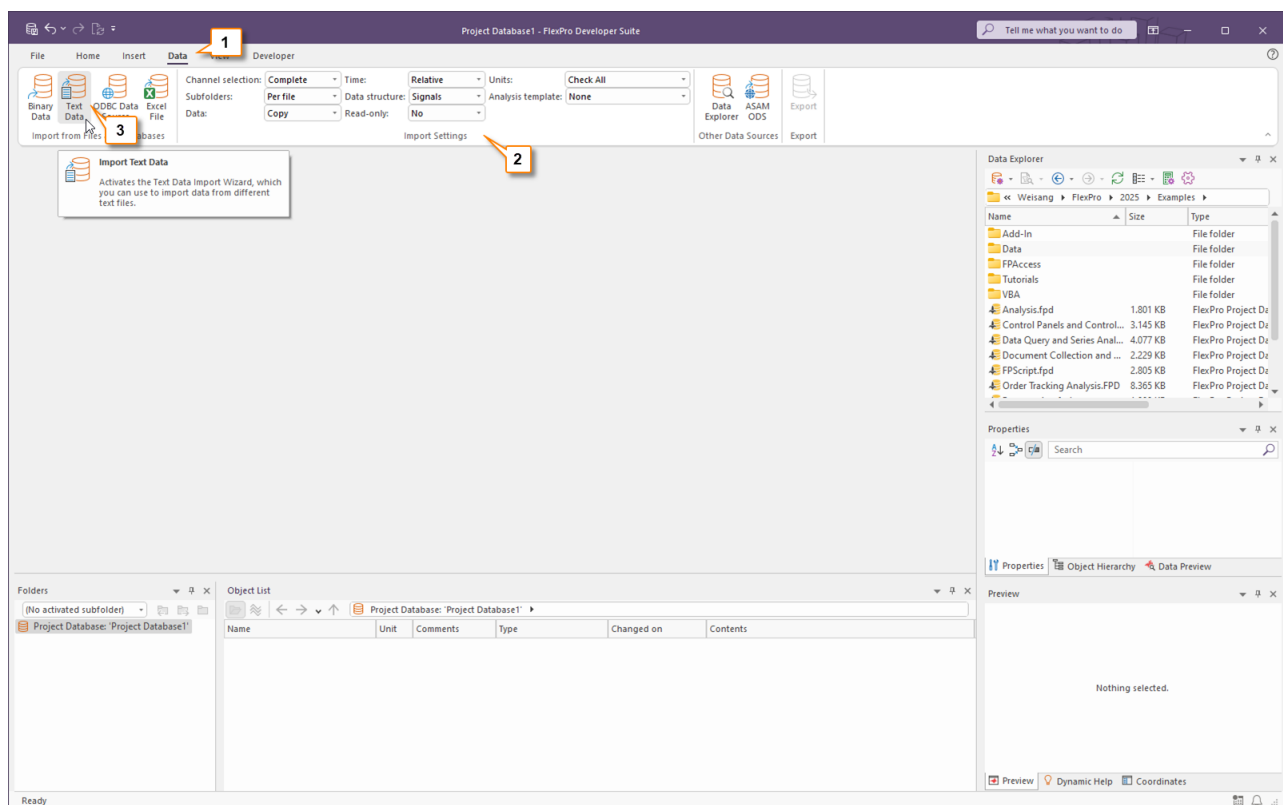 Project Database1 - FlexPro Developer Suite
Tell me what you want to do
1
File Home Insert Data View Developer
Channel selection: Complete Time: Relative Units: Check All
Subfolders: Per file Data structure: Signals Analysis template: None
Data: Copy Read-only: No
Binary Data
Text Data
ODBC Data Source
Excel File
Data Explorer
ASAM ODS
Export
3
Import from Files and Databases
Import Settings
Other Data Sources
Export
2
Import Text Data
Activates the Text Data Import Wizard, which
you can use to import data from different
text files.
Data Explorer
« Weisang FlexPro 2025 Examples
Name Size Type
Add-In File folder
Data File folder
FPAccess File folder
Tutorials File folder
VBA File folder
Analysis.fpd 1.801 KB FlexPro Project Da
Control Panels and Control... 3.145 KB FlexPro Project Da
Data Query and Series Anal... 4.077 KB FlexPro Project Da
Document Collection and ... 2.229 KB FlexPro Project Da
FPScript.fpd 2.805 KB FlexPro Project Da
Order Tracking Analysis.FPD 8.365 KB FlexPro Project Da
Properties
Search
Properties Object Hierarchy Data Preview
Folders
(No activated subfolder)
Project Database: 'Project Database1'
Object List
Project Database: 'Project Database1'
Name Unit Comments Type Changed on Contents
Preview
Nothing selected.
Preview Dynamic Help Coordinates
Ready